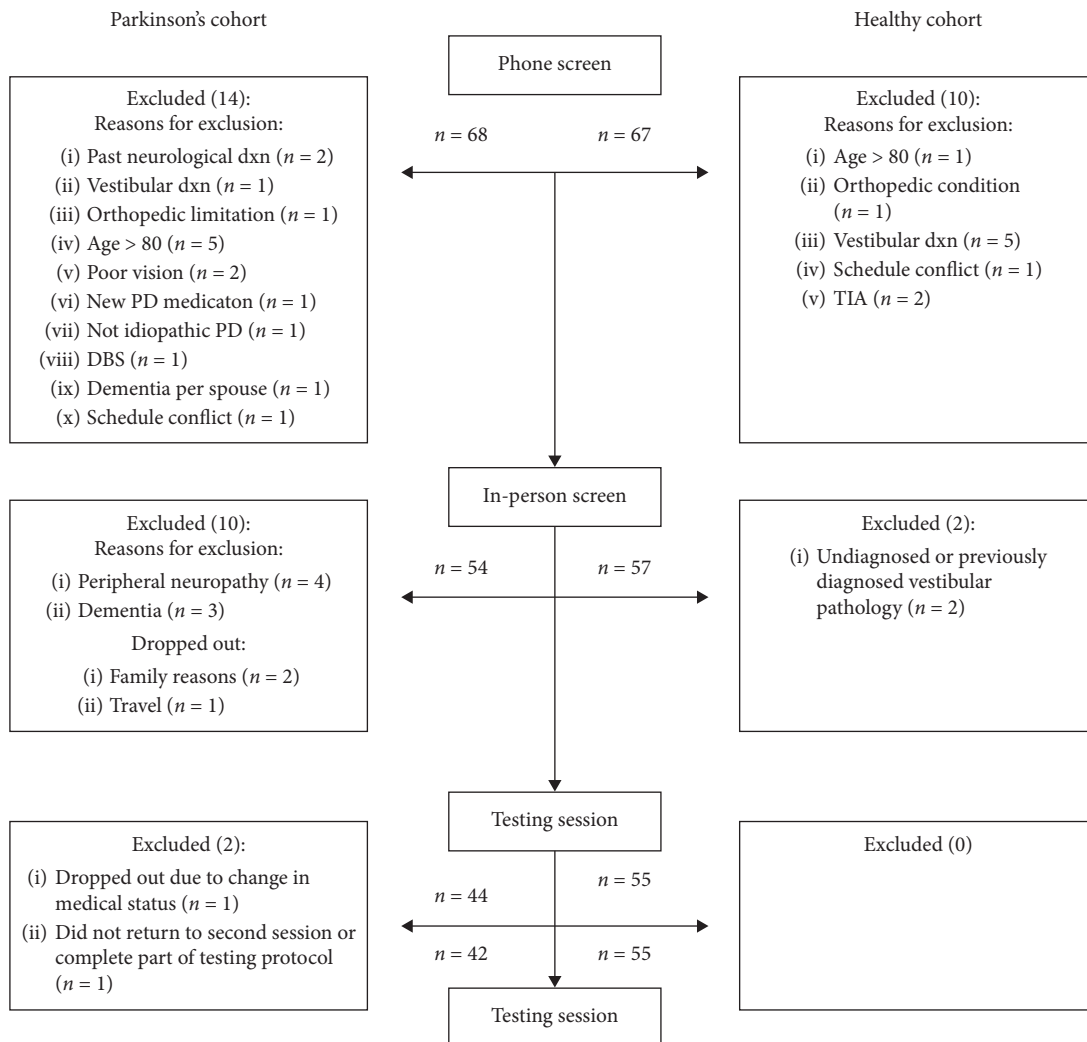 Parkinson's cohort
Healthy cohort
Phone screen
Excluded (14):
Reasons for exclusion:
(i) Past neurological dxn (n = 2)
(ii) Vestibular dxn (n = 1)
(iii) Orthopedic limitation (n = 1)
(iv) Age > 80 (n = 5)
(v) Poor vision (n = 2)
(vi) New PD medicaton (n = 1)
(vii) Not idiopathic PD (n = 1)
(viii) DBS (n = 1)
(ix) Dementia per spouse (n = 1)
(x) Schedule conflict (n = 1)
n = 68
n = 67
Excluded (10):
Reasons for exclusion:
(i) Age > 80 (n = 1)
(ii) Orthopedic condition
(n = 1)
(iii) Vestibular dxn (n = 5)
(iv) Schedule conflict (n = 1)
(v) TIA (n = 2)
In-person screen
Excluded (10):
Reasons for exclusion:
(i) Peripheral neuropathy (n = 4)
(ii) Dementia (n = 3)
Dropped out:
(i) Family reasons (n = 2)
(ii) Travel (n = 1)
n = 54
n = 57
Excluded (2):
(i) Undiagnosed or previously
diagnosed vestibular
pathology (n = 2)
Testing session
Excluded (2):
(i) Dropped out due to change in
medical status (n = 1)
(ii) Did not return to second session or
complete part of testing protocol
(n = 1)
n = 44
n = 55
n = 42
n = 55
Excluded (0)
Testing session